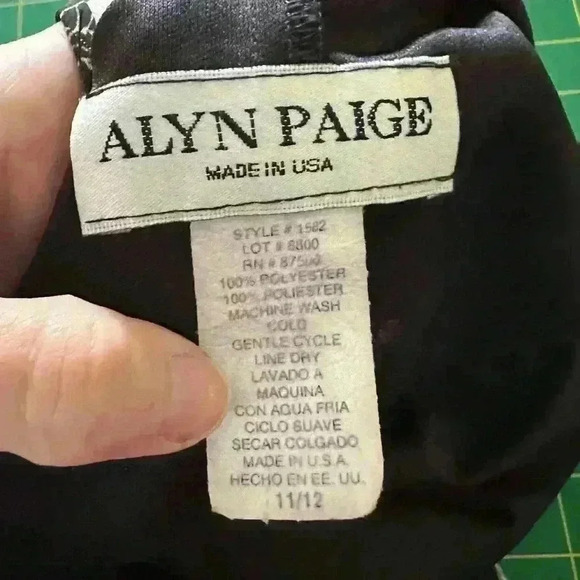 ALYN PAIGE
MADE IN USA
STYLE # 1582
LOT # 8800
RN # 87500
100% POLYESTER
100% POLIESTER
MACHINE WASH
COLD
GENTLE CYCLE
LINE DRY
LAVADO A
MAQUINA
CON AGUA FRIA
CICLO SUAVE
SECAR COLGADO
MADE IN U.S.A.
HECHO EN EE. UU.
11/12